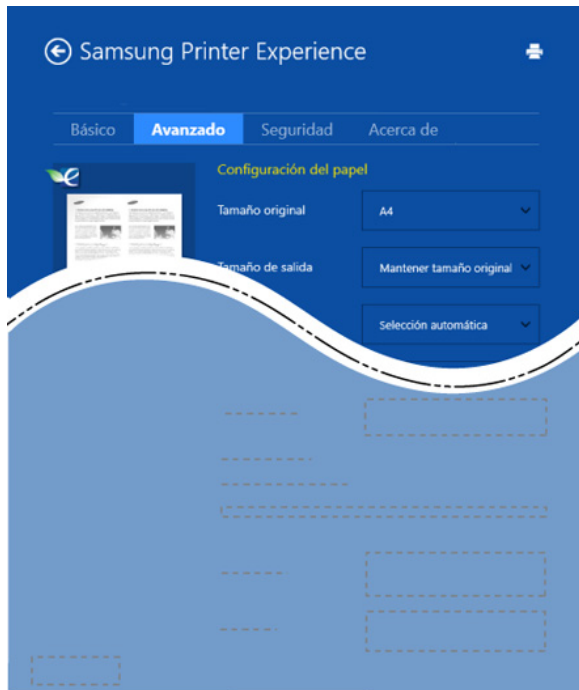 Samsung Printer Experience
Básico Avanzado Seguridad Acerca de
Configuración del papel
Tamaño original A4
Tamaño de salida Mantener tamaño original
Selección automática